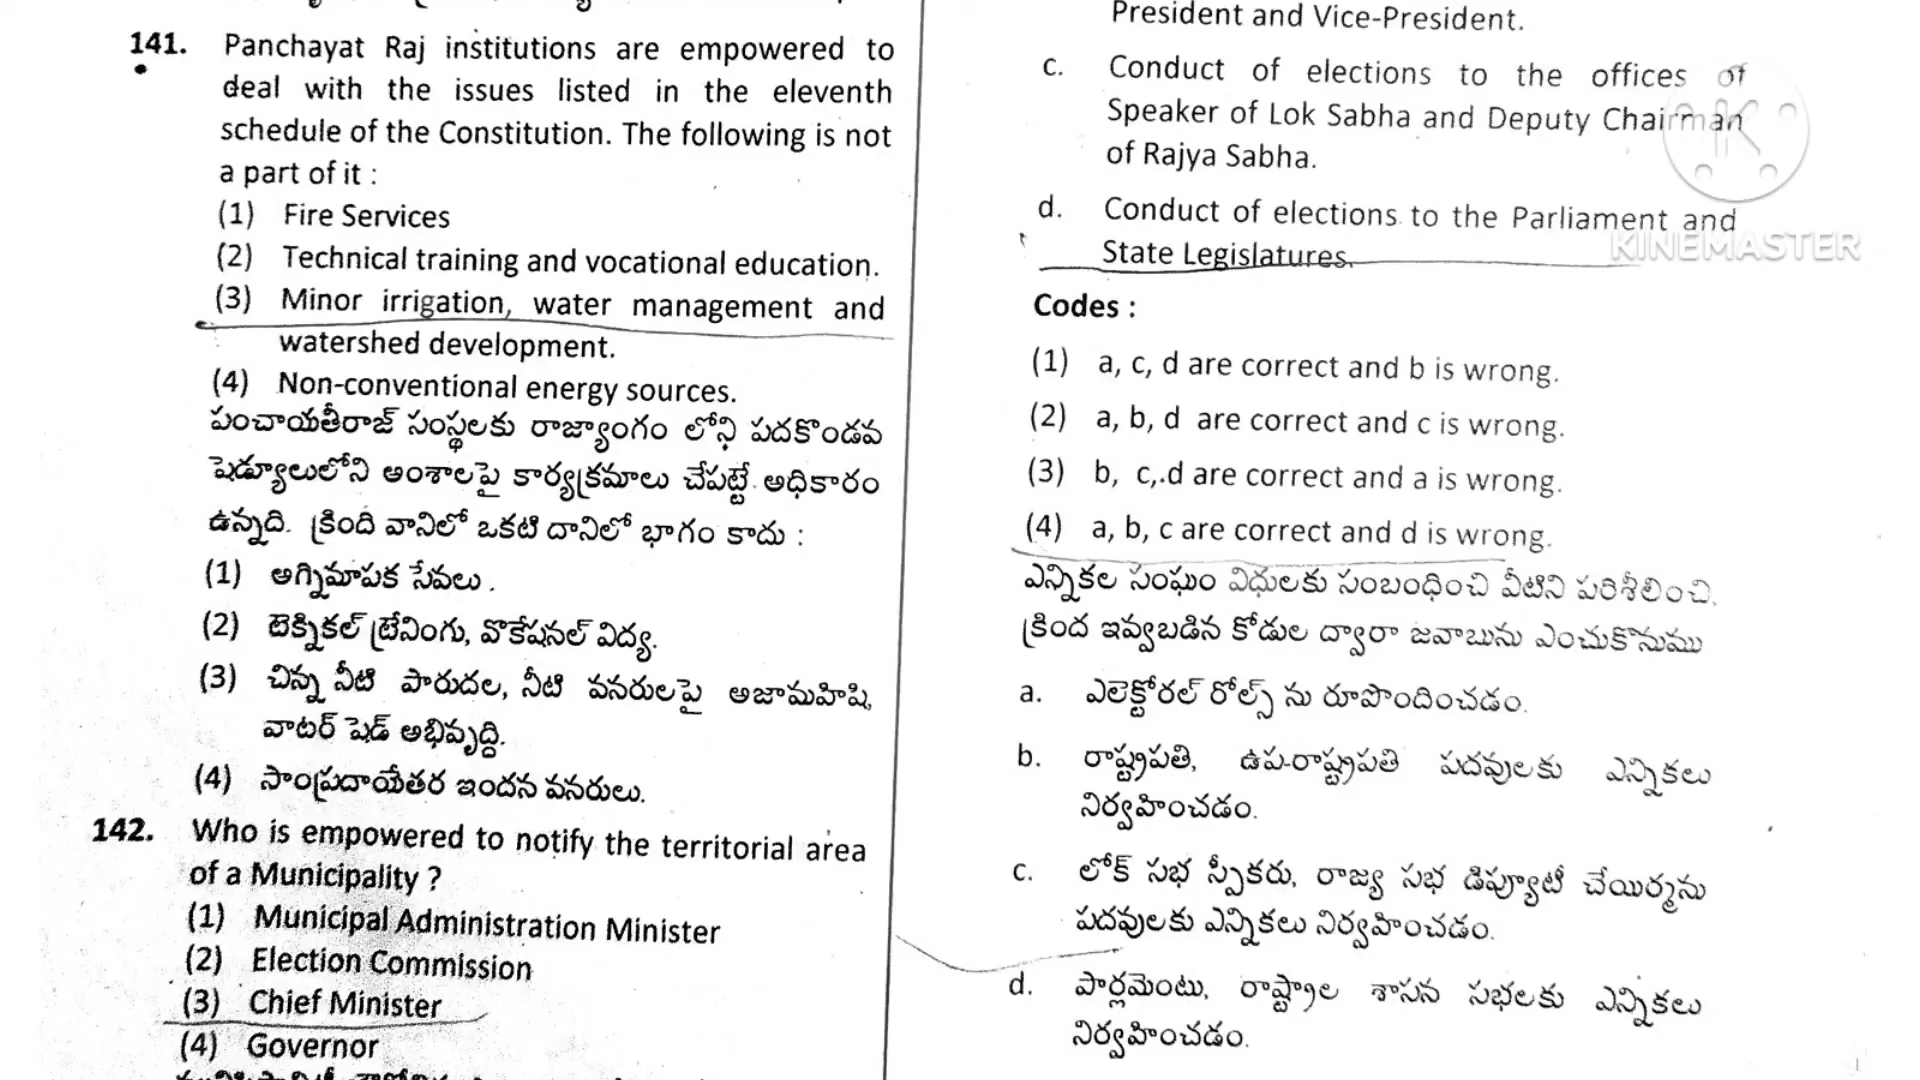 141. Panchayat Raj institutions are empowered to
deal with the issues listed in the eleventh
schedule of the Constitution. The following is not
a part of it :
(1) Fire Services
(2) Technical training and vocational education.
(3) Minor irrigation, water management and
watershed development.
(4) Non-conventional energy sources.
పంచాయతీరాజ్ సంస్థలకు రాజ్యాంగం లోని పదకొండవ
షెడ్యూలులోని అంశాలపై కార్యక్రమాలు చేపట్టే అధికారం
ఉన్నది. క్రింది వానిలో ఒకటి దానిలో భాగం కాదు :
(1) అగ్నిమాపక సేవలు .
(2) టెక్నికల్ ట్రేనింగు, వొకేషనల్ విద్య.
(3) చిన్న నీటి పారుదల, నీటి వనరులపై అజామహిషి,
వాటర్ షెడ్ అభివృద్ది.
(4) సాంప్రదాయేతర ఇందన వనరులు.
142. Who is empowered to notify the territorial area
of a Municipality ?
(1) Municipal Administration Minister
(2) Election Commission
(3) Chief Minister
(4) Governor
President and Vice-President.
c. Conduct of elections to the offices of
Speaker of Lok Sabha and Deputy Chairman
of Rajya Sabha.
d. Conduct of elections to the Parliament and
State Legislatures.
KINEMASTER
Codes :
(1) a, c, d are correct and b is wrong.
(2) a, b, d are correct and c is wrong.
(3) b, c,.d are correct and a is wrong.
(4) a, b, c are correct and d is wrong.
ఎన్నికల సంఘం విధులకు సంబంధించి వీటిని పరిశీలించి,
క్రింద ఇవ్వబడిన కోడుల ద్వారా జవాబును ఎంచుకొనుము
a. ఎలెక్టోరల్ రోల్స్ ను రూపొందించడం.
b. రాష్ట్రపతి, ఉప-రాష్ట్రపతి పదవులకు ఎన్నికలు
నిర్వహించడం.
c. లోక్ సభ స్పీకరు, రాజ్య సభ డిప్యూటీ చేయిర్మను
పదవులకు ఎన్నికలు నిర్వహించడం.
d. పార్లమెంటు, రాష్ట్రాల శాసన సభలకు ఎన్నికలు
నిర్వహించడం.